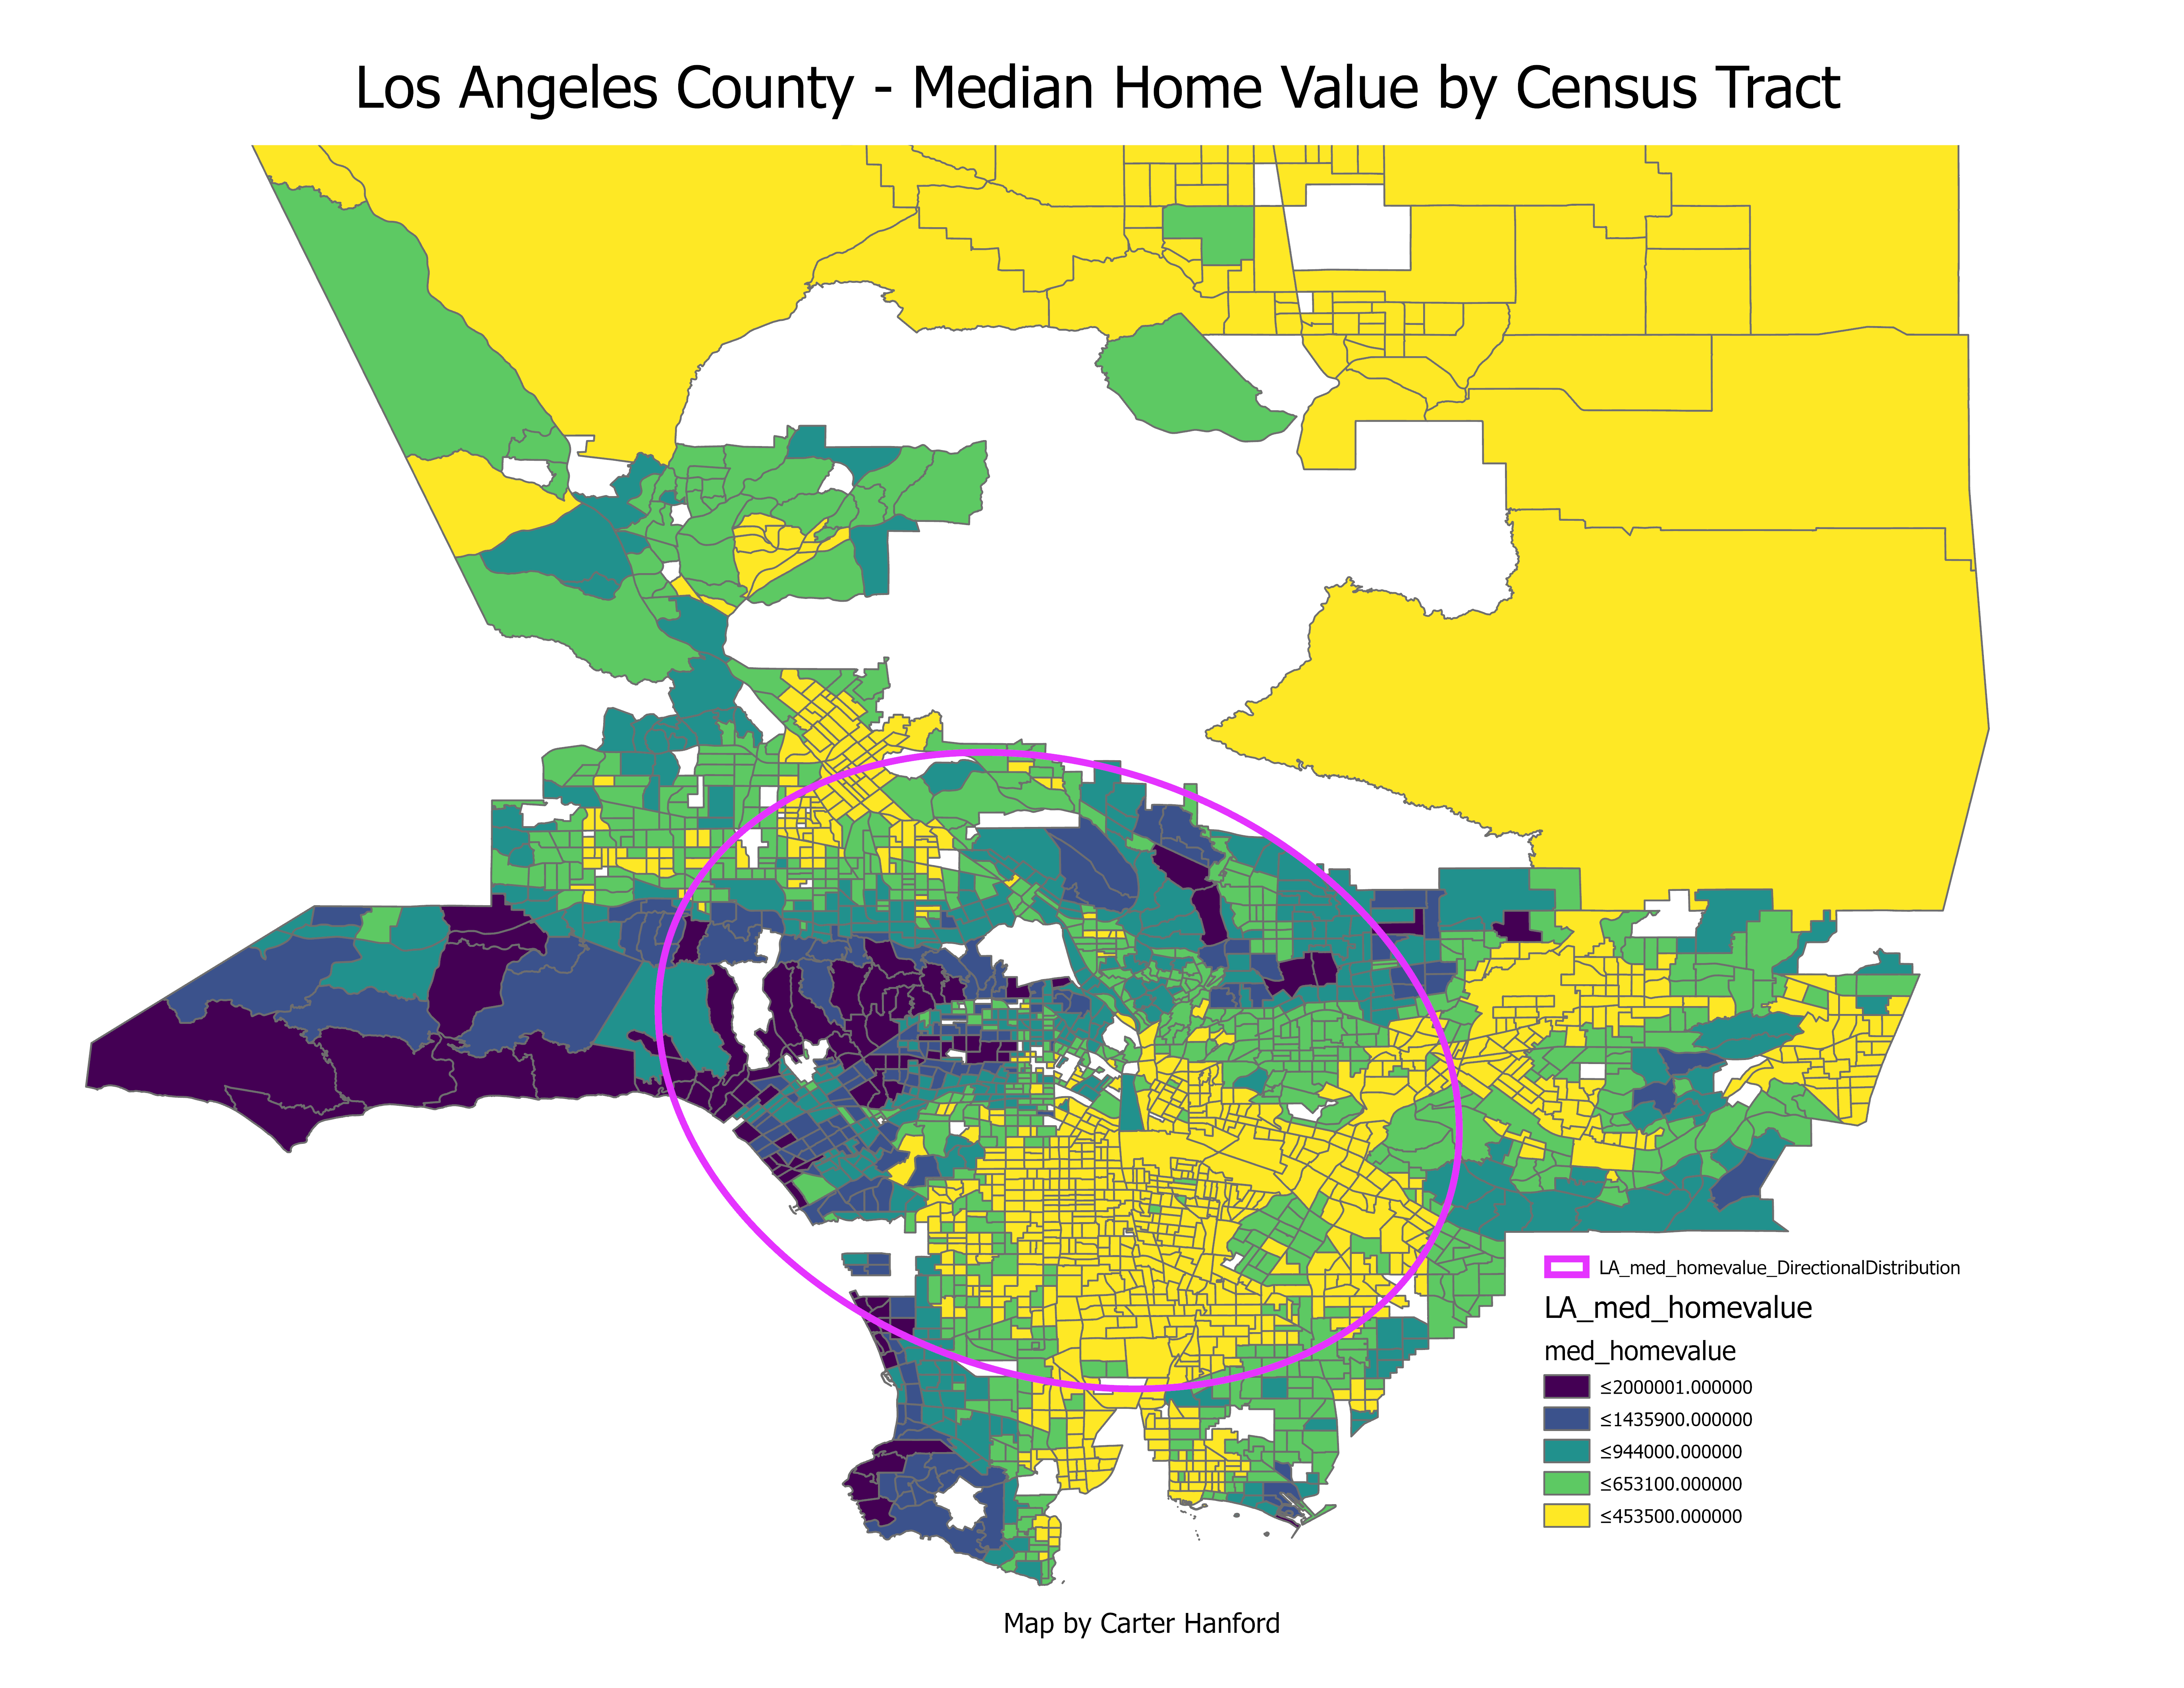 Los Angeles County - Median Home Value by Census Tract
LA_med_homevalue_DirectionalDistribution
LA_med_homevalue
med_homevalue
≤2000001.000000
≤1435900.000000
≤944000.000000
≤653100.000000
≤453500.000000
Map by Carter Hanford